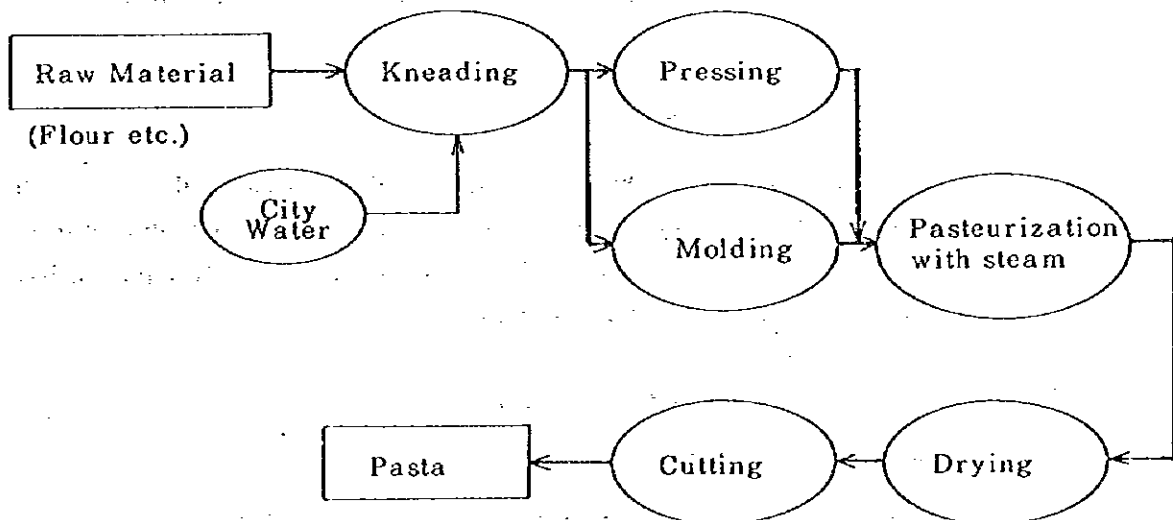 Raw Material
(Flour etc.)
Kneading
Pressing
City
Water
Molding
Pasteurization
with steam
Pasta
Cutting
Drying